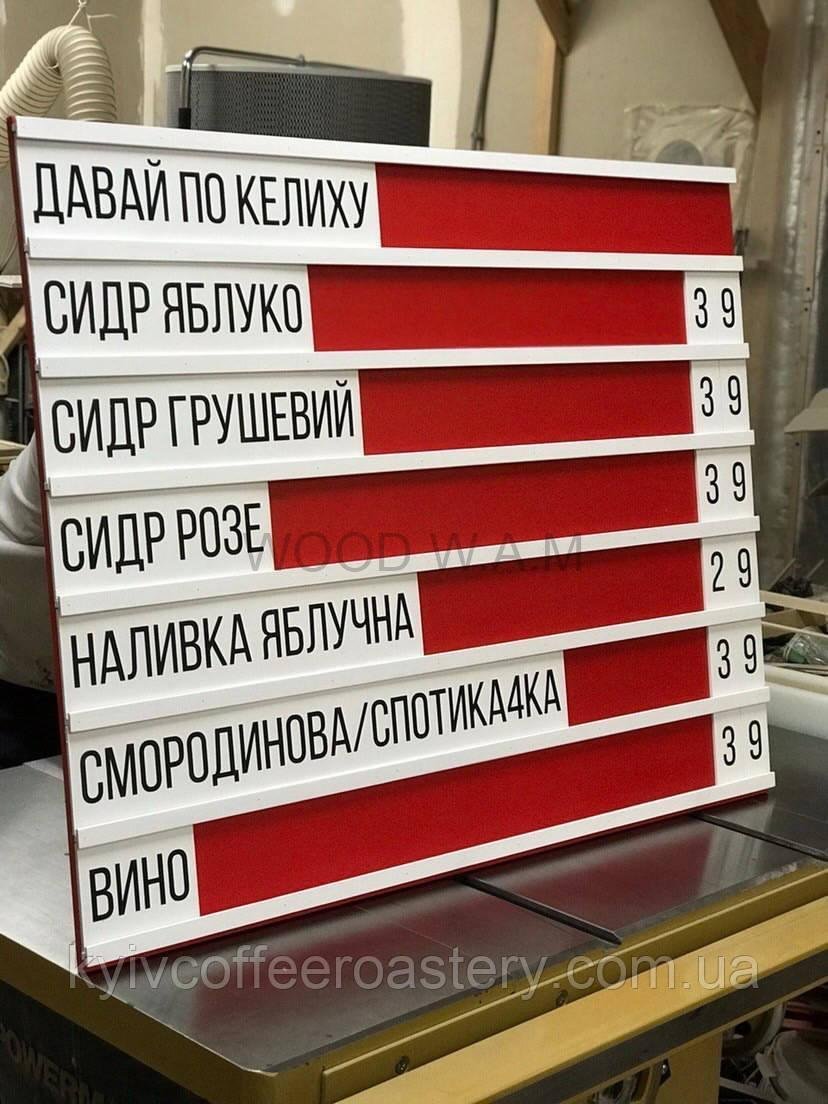 ДАВАЙ ПО КЕЛИХУ
СИДР ЯБЛУКО 39
СИДР ГРУШЕВИЙ 39
СИДР РОЗЕ 39
WOOD W.A.M
НАЛИВКА ЯБЛУЧНА 29
СМОРОДИНОВА/СПОТИКА4КА 39
ВИНО 39
kyivcoffeeroastery.com.ua